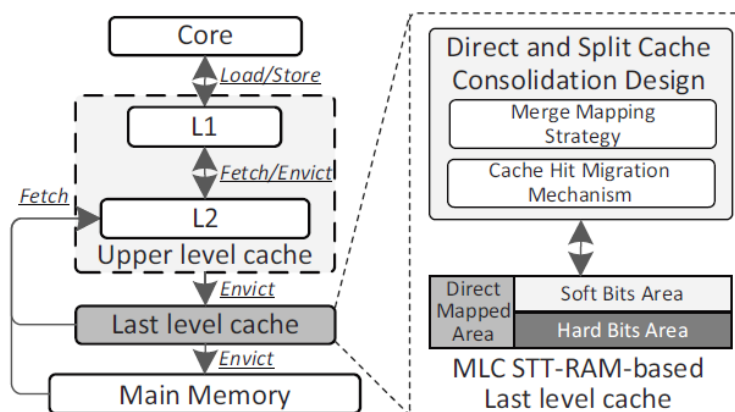 Core
Load/Store
L1
Fetch/Envict
Fetch
L2
Upper level cache
Envict
Last level cache
Envict
Main Memory
Direct and Split Cache
Consolidation Design
Merge Mapping
Strategy
Cache Hit Migration
Mechanism
Direct
Mapped
Area
Soft Bits Area
Hard Bits Area
MLC STT-RAM-based
Last level cache